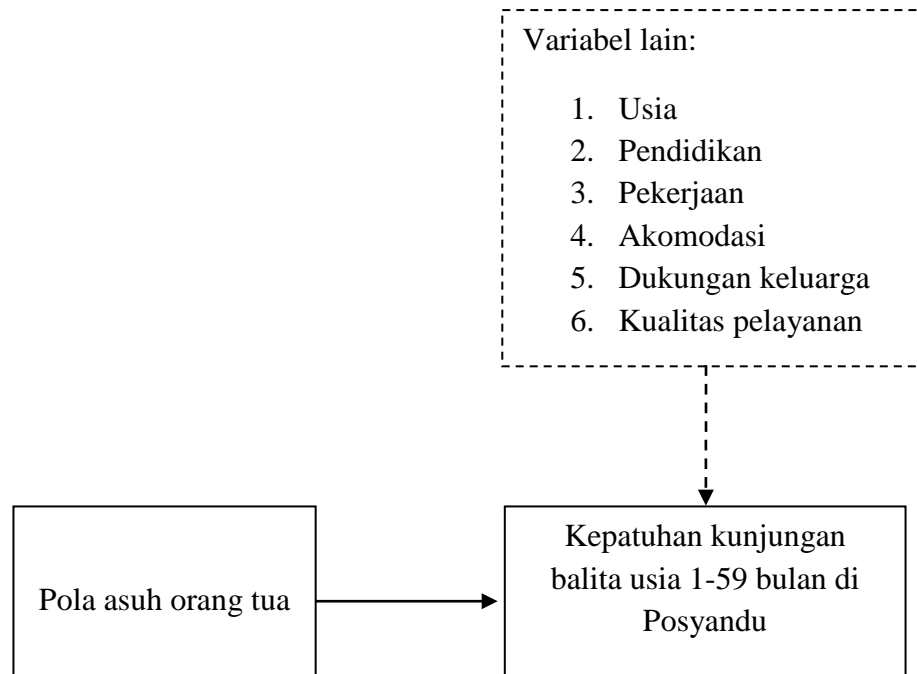 Variabel lain:
1. Usia
2. Pendidikan
3. Pekerjaan
4. Akomodasi
5. Dukungan keluarga
6. Kualitas pelayanan
Pola asuh orang tua
Kepatuhan kunjungan
balita usia 1-59 bulan di
Posyandu